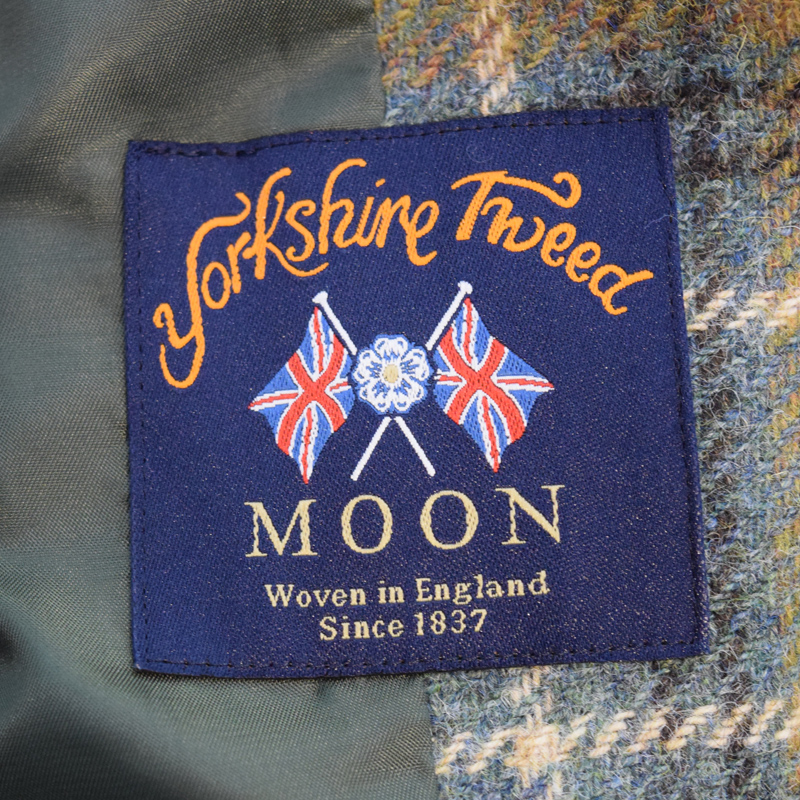 Yorkshire Tweed
MOON
Woven in England
Since 1837